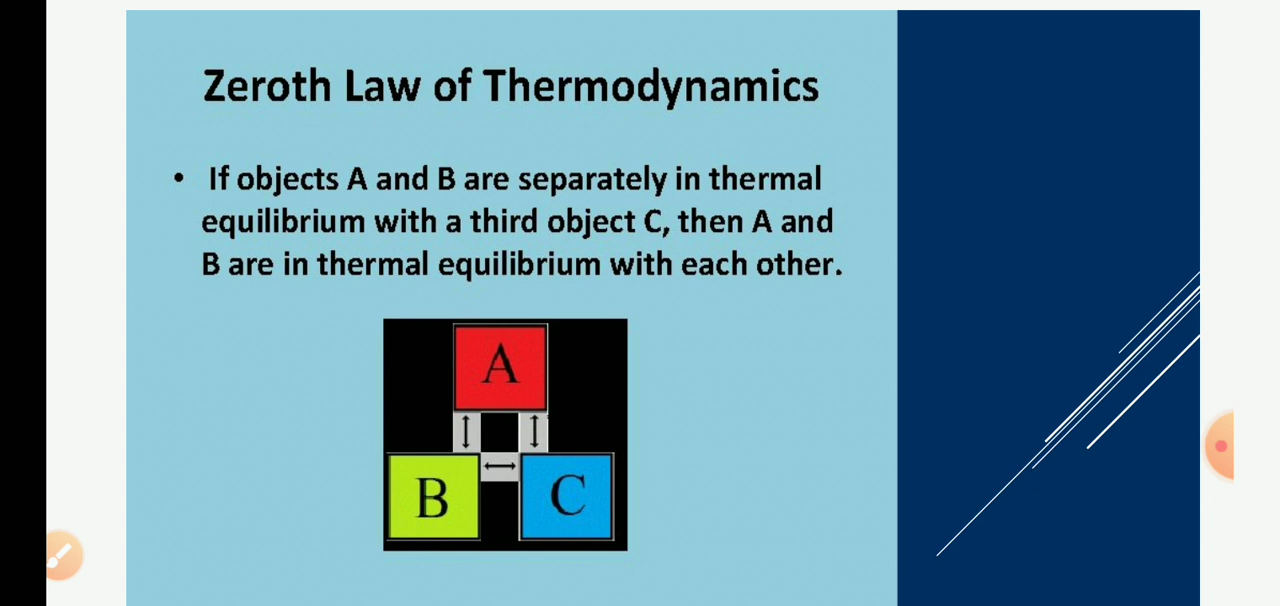 Zeroth Law of Thermodynamics
• If objects A and B are separately in thermal
equilibrium with a third object C, then A and
B are in thermal equilibrium with each other.
A
B C